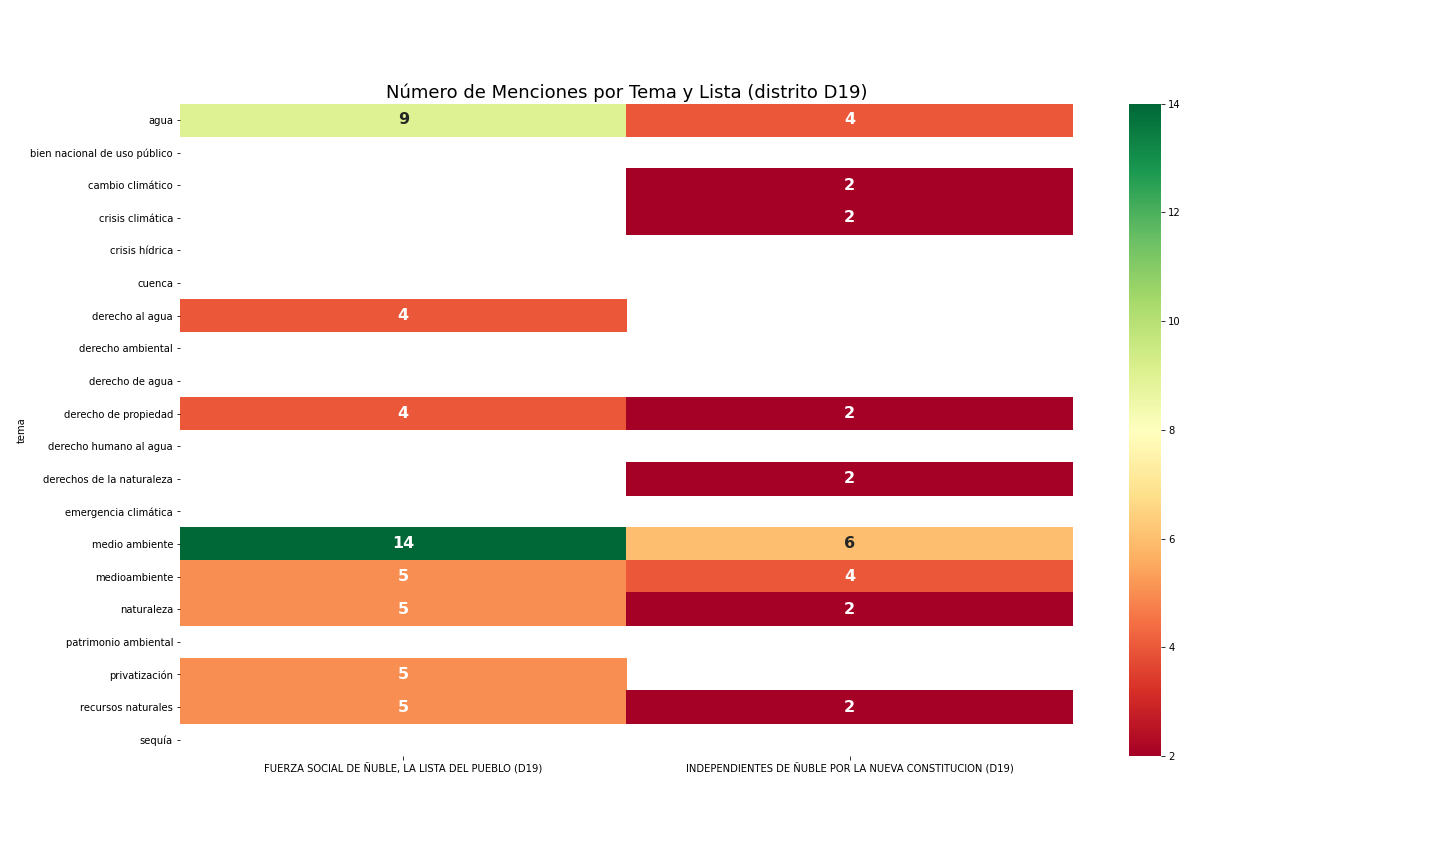 Número de Menciones por Tema y Lista (distrito D19)
agua 9 4
bien nacional de uso público
cambio climático 2
crisis climática 2
crisis hídrica
cuenca
derecho al agua 4
derecho ambiental
derecho de agua
derecho de propiedad 4 2
derecho humano al agua
derechos de la naturaleza 2
emergencia climática
medio ambiente 14 6
medioambiente 5 4
naturaleza 5 2
patrimonio ambiental
privatización 5
recursos naturales 5 2
sequía
tema
FUERZA SOCIAL DE ÑUBLE, LA LISTA DEL PUEBLO (D19)
INDEPENDIENTES DE ÑUBLE POR LA NUEVA CONSTITUCION (D19)
14
12
10
8
6
4
2